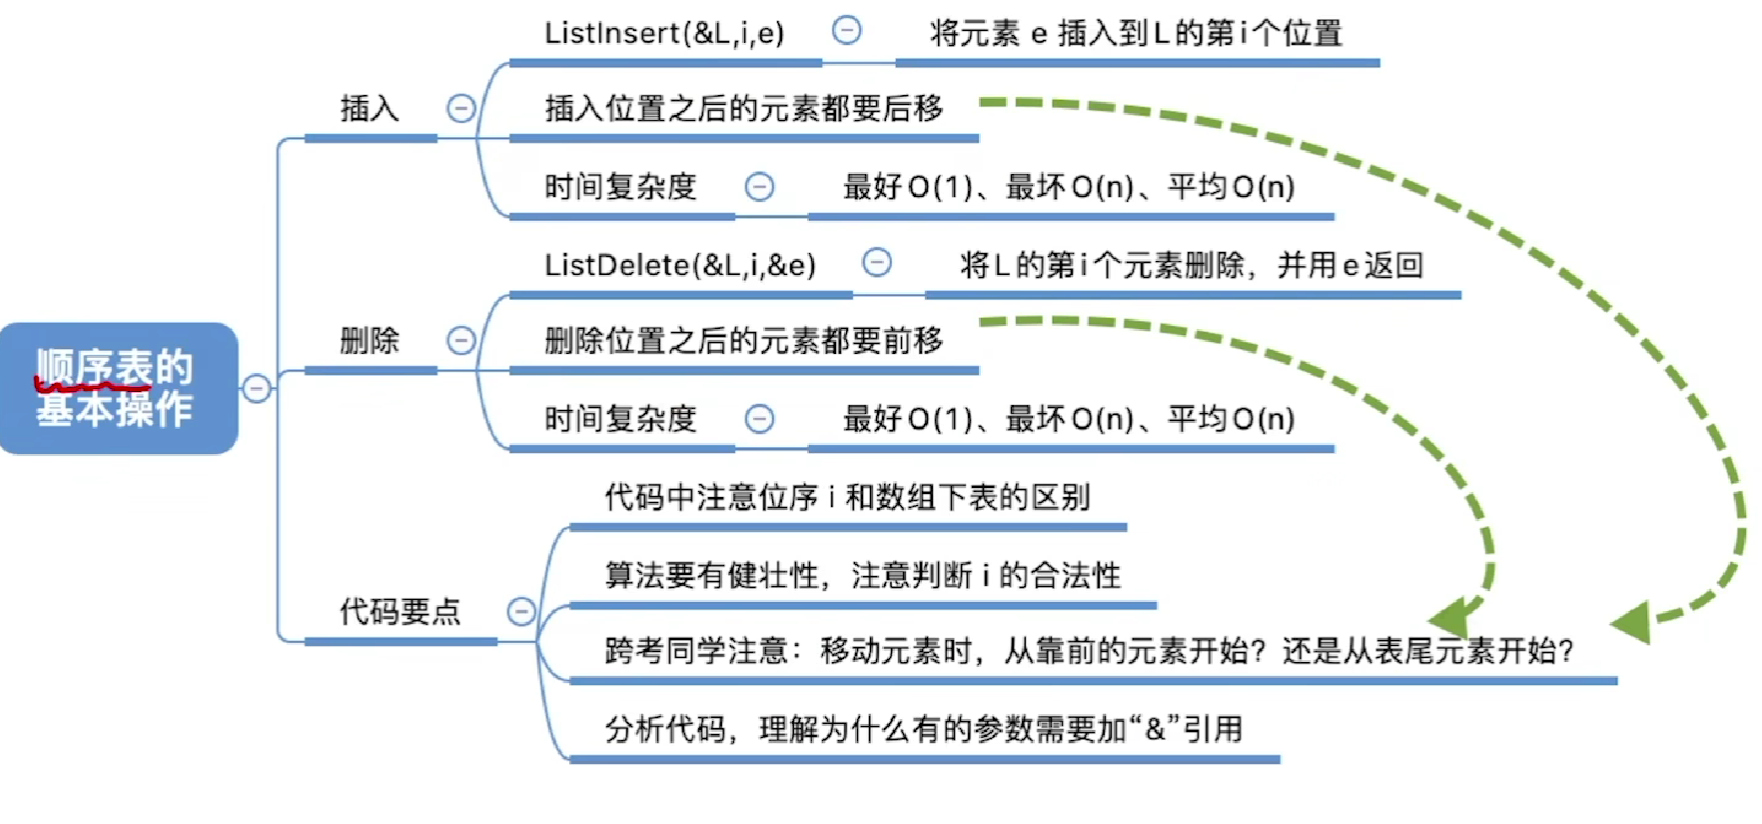 顺序表的
基本操作
插入
ListInsert(&L,i,e)
将元素 e 插入到L的第i个位置
插入位置之后的元素都要后移
时间复杂度
最好O(1)、最坏O(n)、平均O(n)
删除
ListDelete(&L,i,&e)
将L的第i个元素删除，并用e返回
删除位置之后的元素都要前移
时间复杂度
最好O(1)、最坏O(n)、平均O(n)
代码要点
代码中注意位序 i 和数组下表的区别
算法要有健壮性，注意判断 i 的合法性
跨考同学注意：移动元素时，从靠前的元素开始？还是从表尾元素开始？
分析代码，理解为什么有的参数需要加“&”引用